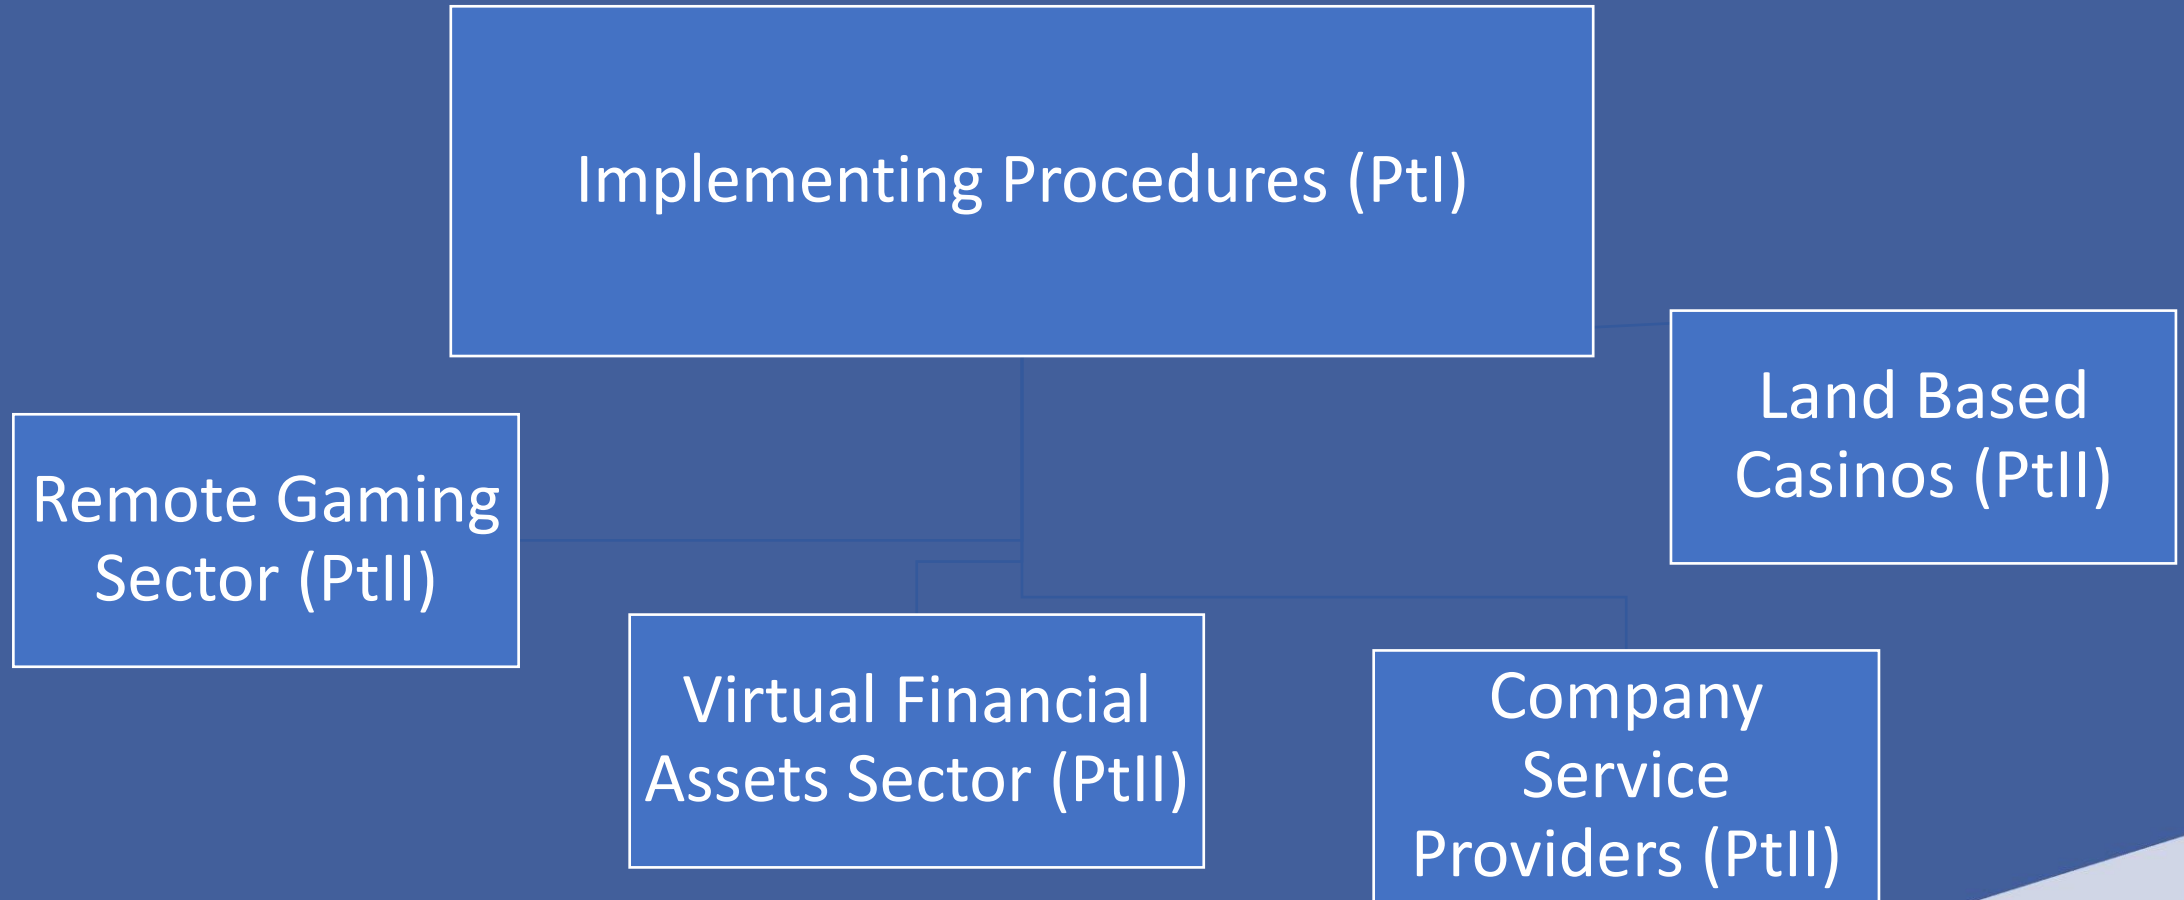 Implementing Procedures (PtI)
Land Based
Casinos (PtII)
Remote Gaming
Sector (PtII)
Virtual Financial
Assets Sector (PtII)
Company
Service
Providers (PtII)